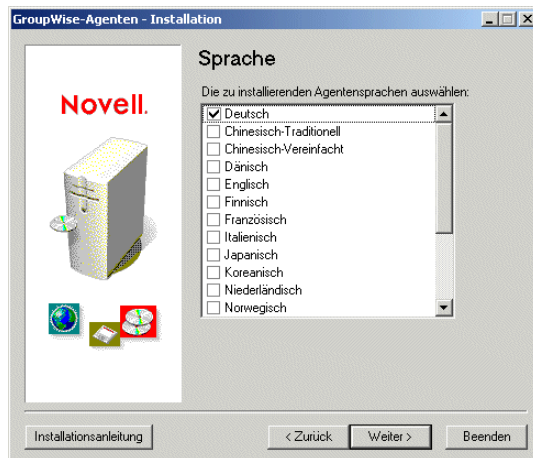 GroupWise-Agenten - Installation
Novell.
Sprache
Die zu installierenden Agentensprachen auswählen:
Deutsch
Chinesisch-Traditionell
Chinesisch-Vereinfacht
Dänisch
Englisch
Finnisch
Französisch
Italienisch
Japanisch
Koreanisch
Niederländisch
Norwegisch
Installationsanleitung
< Zurück
Weiter >
Beenden